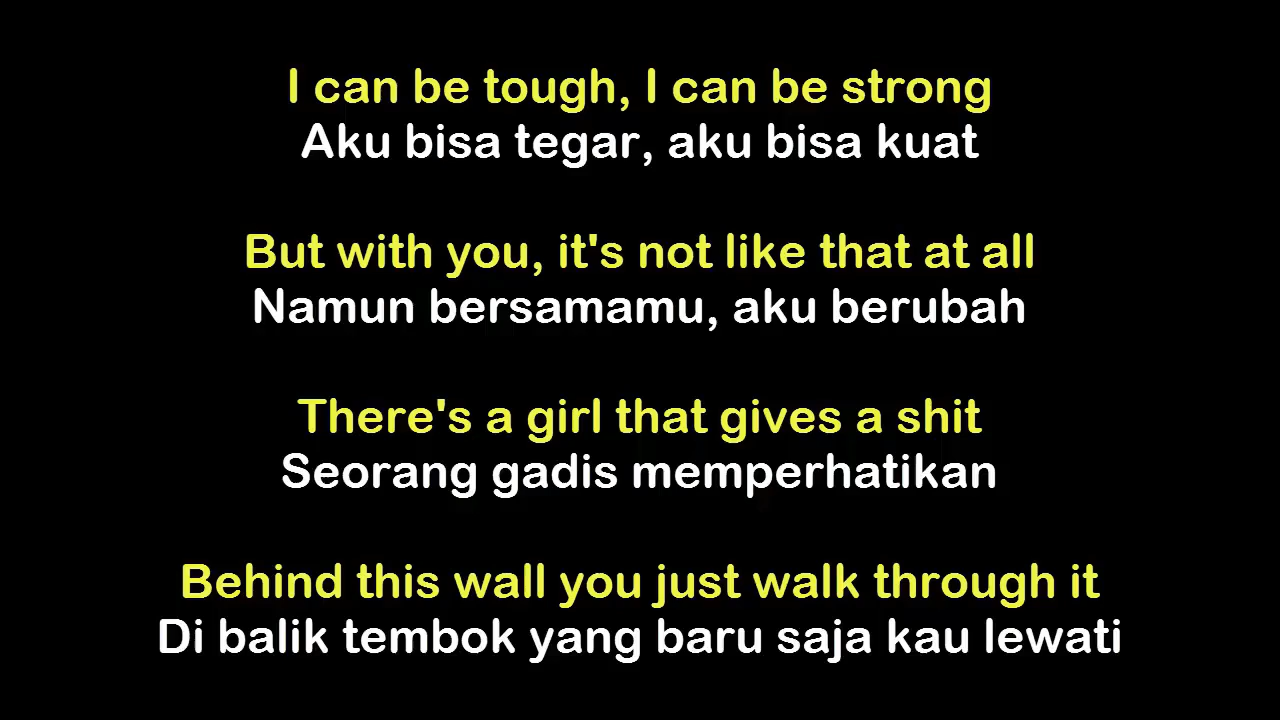 I can be tough, I can be strong
Aku bisa tegar, aku bisa kuat
But with you, it's not like that at all
Namun bersamamu, aku berubah
There's a girl that gives a shit
Seorang gadis memperhatikan
Behind this wall you just walk through it
Di balik tembok yang baru saja kau lewati